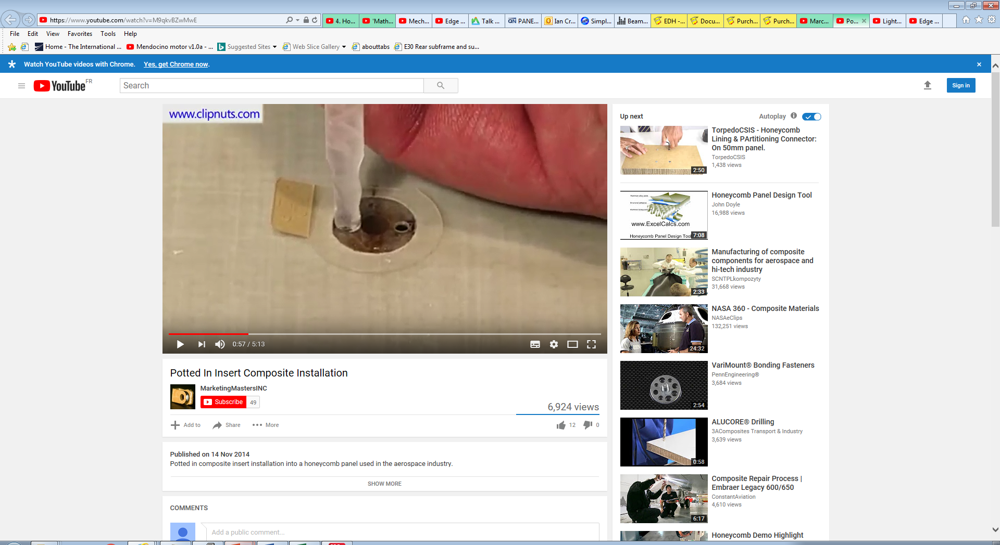 https://www.youtube.com/watch?v=M9qkvBZwMwE
4. Ho...
'Math...
Mech...
Edge ...
Talk ...
QN PANE...
Ian Cr...
Simpl...
Beam...
EDH -...
Docu...
Purch...
Purch...
Marc...
Po...
Light...
Edge ...
File Edit View Favorites Tools Help
Home - The International ...
Mendocino motor v1.0a - ...
Suggested Sites
Web Slice Gallery
abouttabs
E30 Rear subframe and su...
Watch YouTube videos with Chrome. Yes, get Chrome now.
YouTube FR
Search
Sign in
www.clipnuts.com
0:57 / 5:13
Potted In Insert Composite Installation
MarketingMastersINC
Subscribe 49
6,924 views
Add to Share More
12 0
Published on 14 Nov 2014
Potted in composite insert installation into a honeycomb panel used in the aerospace industry.
SHOW MORE
COMMENTS
Add a public comment...
Up next
Autoplay
TorpedoCSIS - Honeycomb
Lining & PArtitioning Connector:
On 50mm panel.
TorpedoCSIS
1,438 views
2:50
Honeycomb Panel Design Tool
John Doyle
16,988 views
Aluminum alloy plate
www.ExcelCalcs.com
Honeycomb Panel Design Tool
7:08
Manufacturing of composite
components for aerospace and
hi-tech industry
SCNTPLkompozyty
31,668 views
2:33
NASA 360 - Composite Materials
NASAeClips
132,251 views
24:32
VariMount® Bonding Fasteners
PennEngineering®
3,684 views
2:54
ALUCORE® Drilling
3AComposites Transport & Industry
3,639 views
0:58
Composite Repair Process |
Embraer Legacy 600/650
ConstantAviation
4,610 views
6:17
Honeycomb Demo Highlight